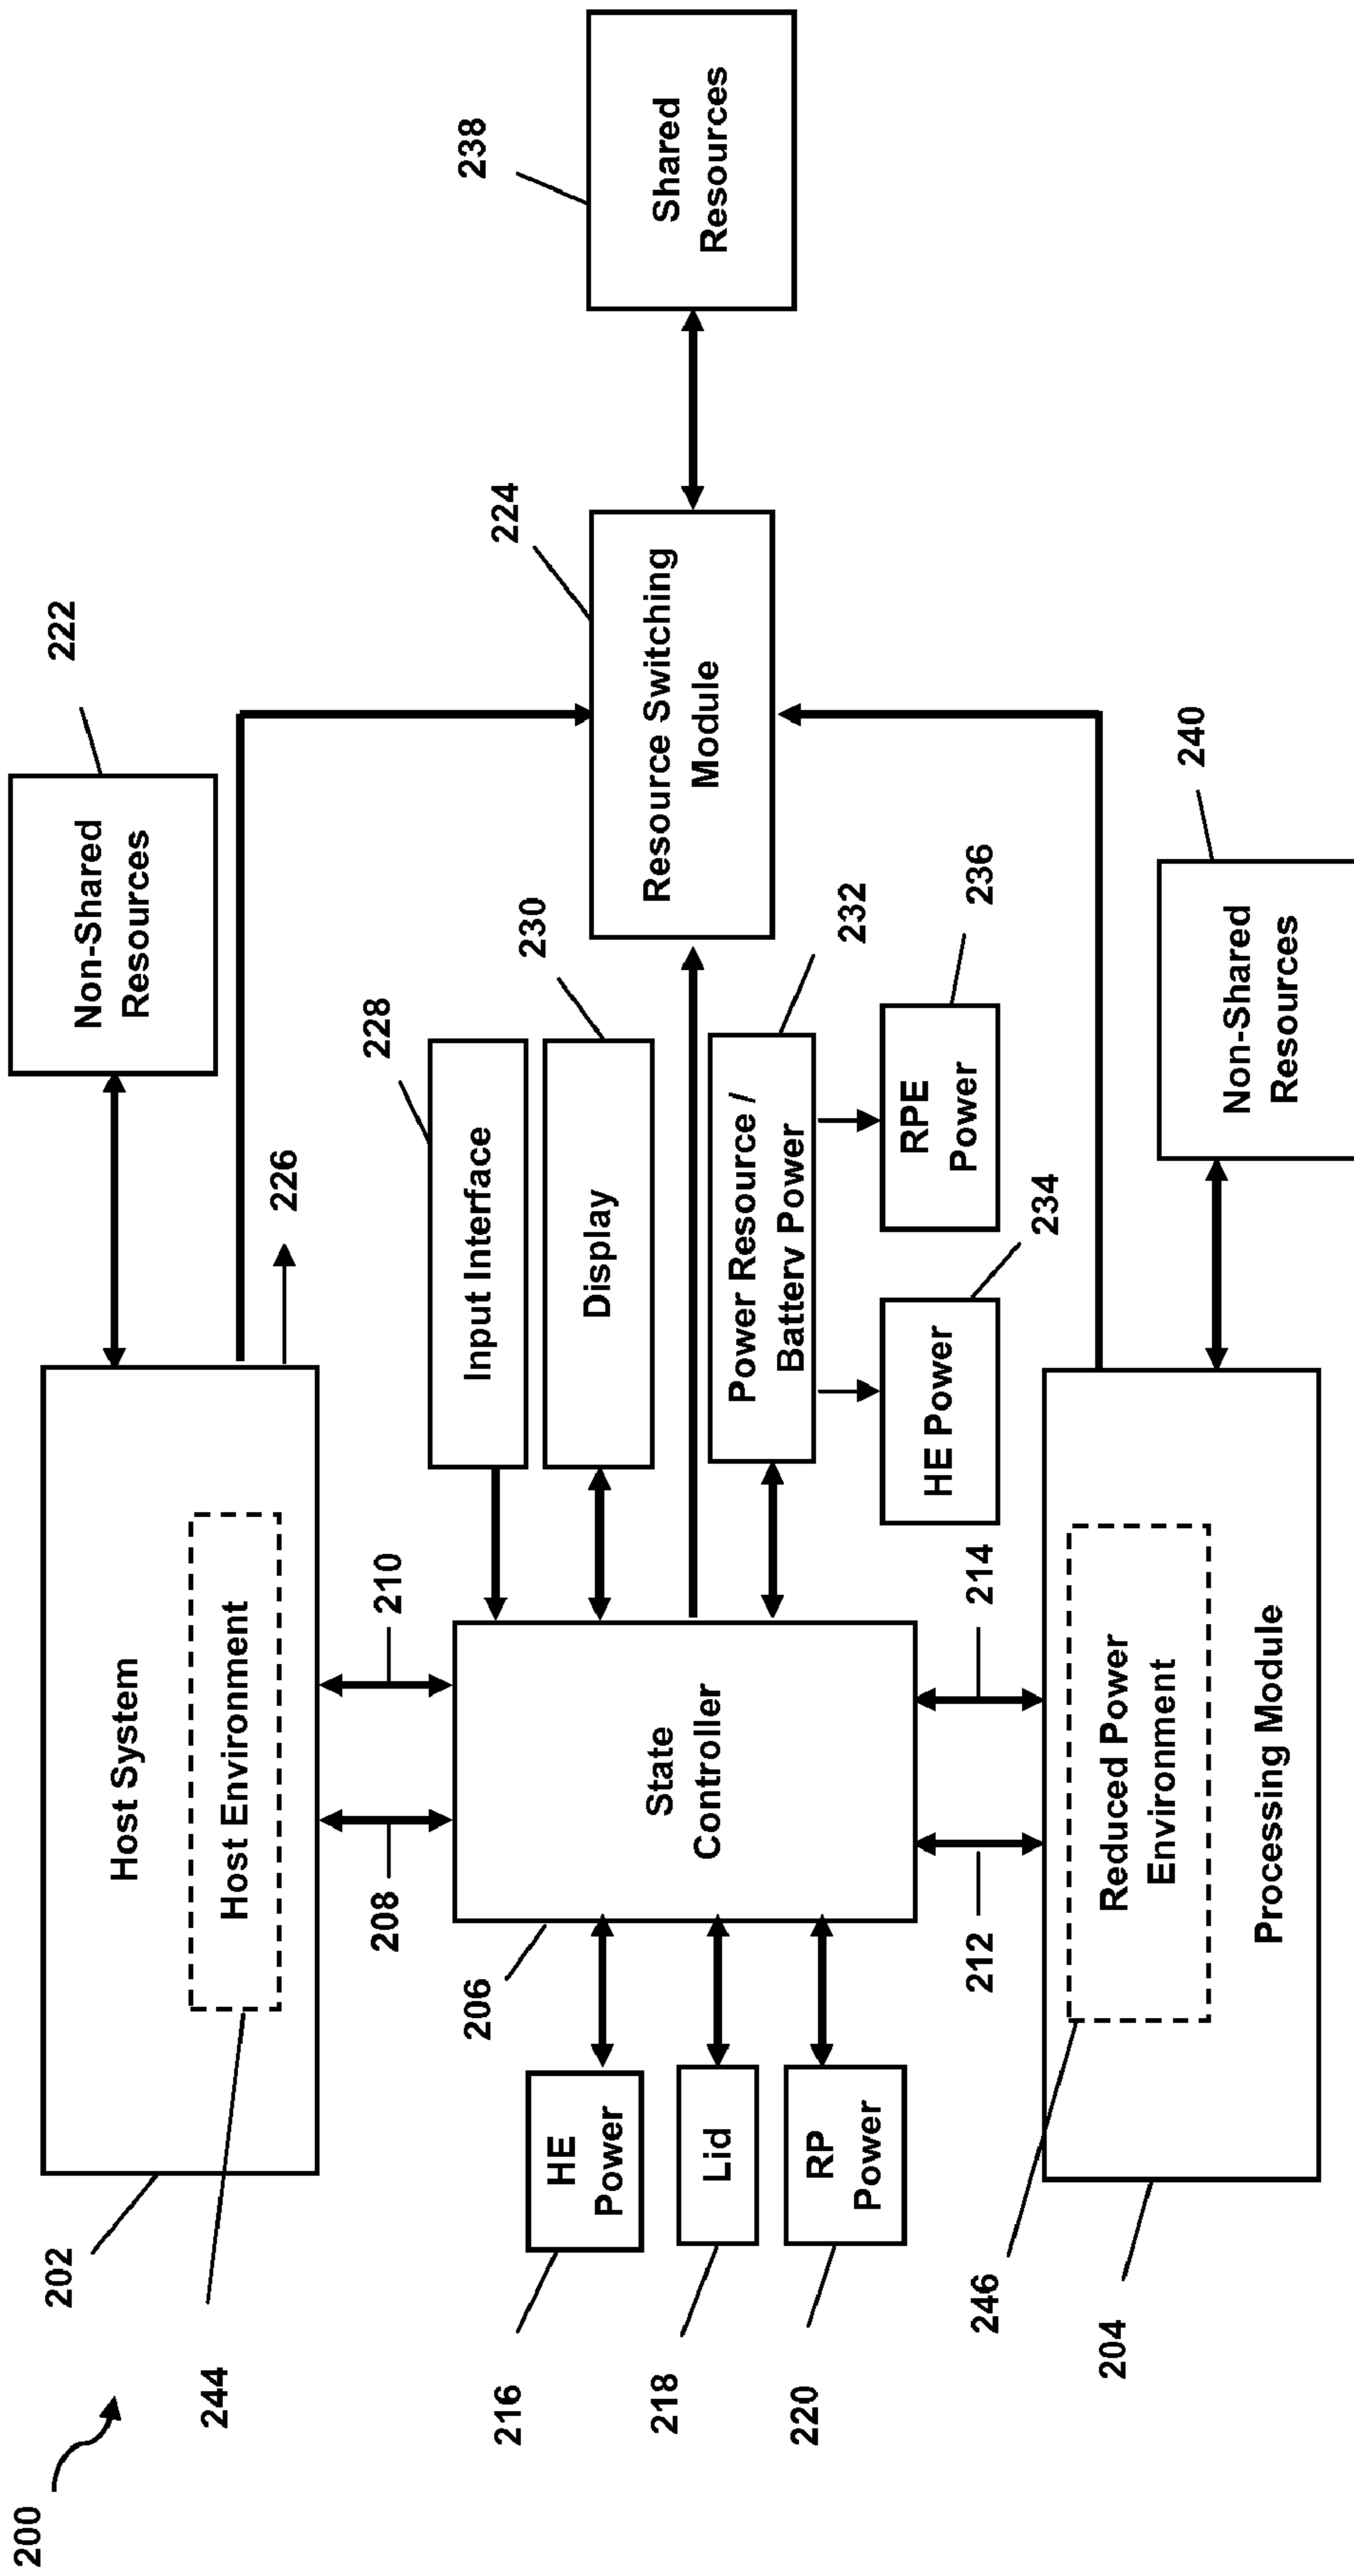 200
202
244
Host System
Host Environment
226
222
Non-Shared
Resources
208
210
206
216
HE
Power
218
Lid
220
RP
Power
State
Controller
228
Input Interface
230
Display
232
Power Resource /
Battery Power
234
HE Power
236
RPE
Power
224
Resource Switching
Module
238
Shared
Resources
212
214
246
204
Reduced Power
Environment
Processing Module
240
Non-Shared
Resources